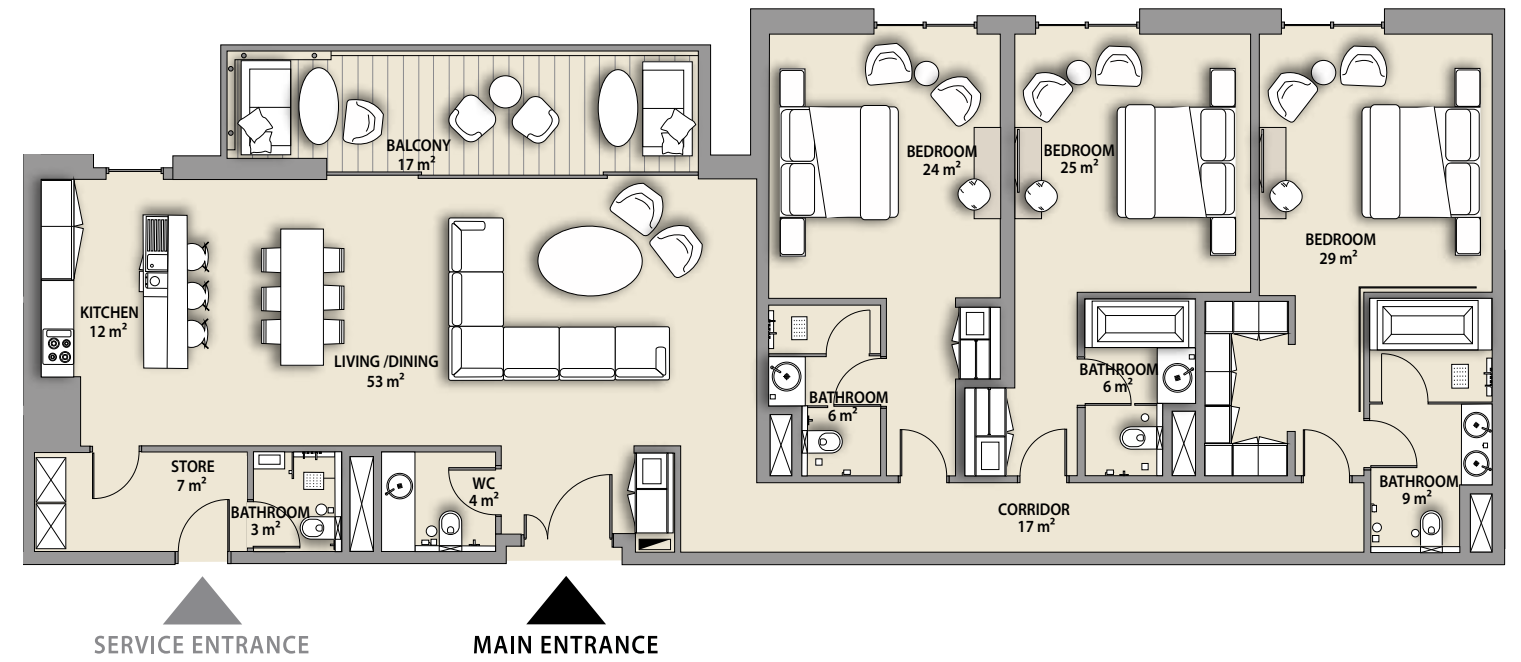 BALCONY
17 m²
BEDROOM
24 m²
BEDROOM
25 m²
BEDROOM
29 m²
KITCHEN
12 m²
LIVING /DINING
53 m²
BATHROOM
6 m²
BATHROOM
6 m²
STORE
7 m²
BATHROOM
3 m²
WC
4 m²
CORRIDOR
17 m²
BATHROOM
9 m²
SERVICE ENTRANCE
MAIN ENTRANCE